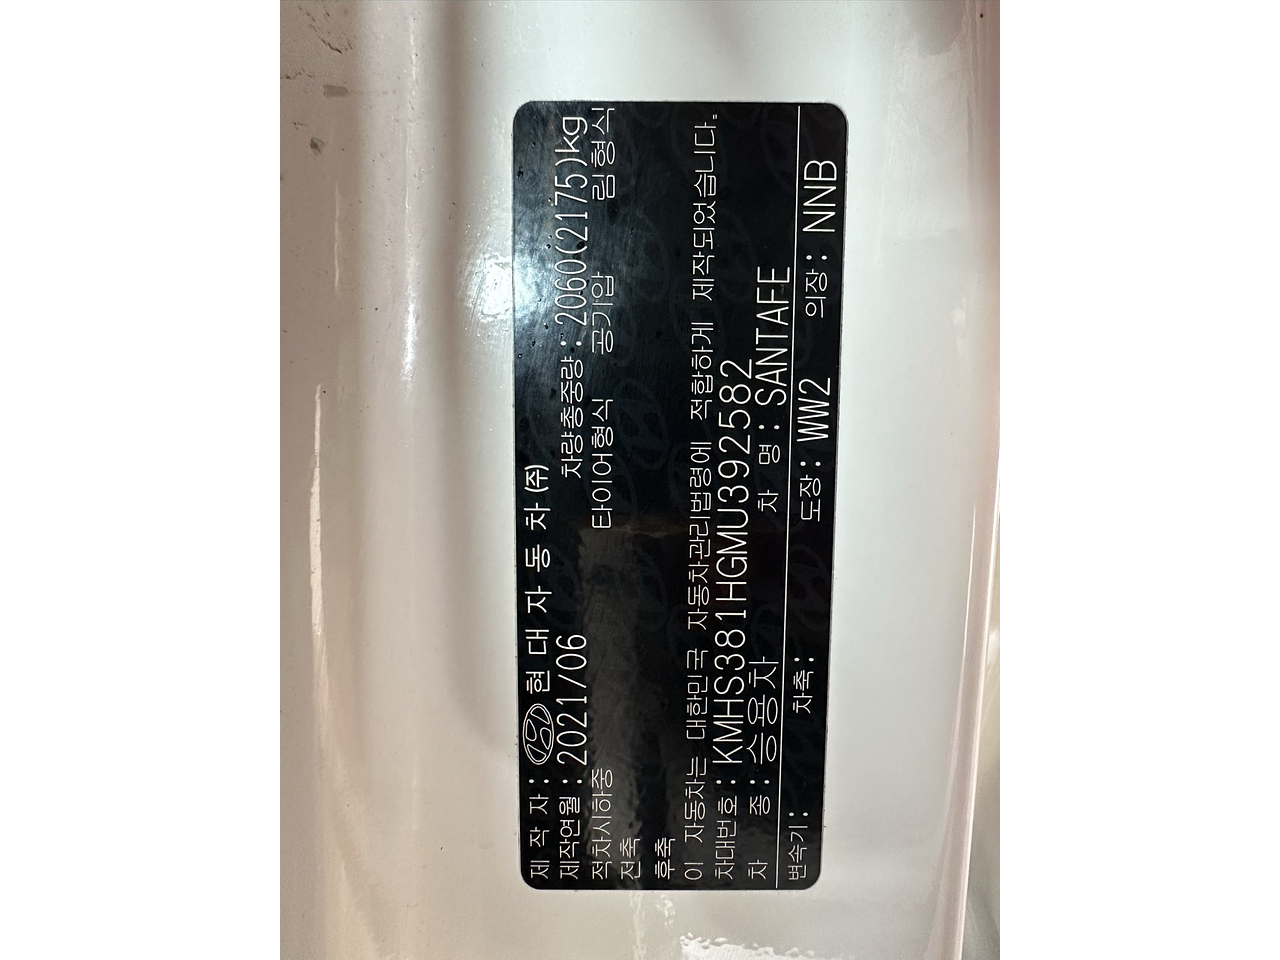 제 작 자 : 현 대 자 동 차 (주)
제작연월 : 2021/06 차량총중량 : 2060(2175)kg
적차시하중 타이어형식 공기압 림형식
전축
후축
이 자동차는 대한민국 자동차관리법령에 적합하게 제작되었습니다.
차대번호 : KMHS381HGMU392582
차 종 : 승용차 차 명 : SANTAFE
변속기 : 차축 : 도장 : WW2 의장 : NNB